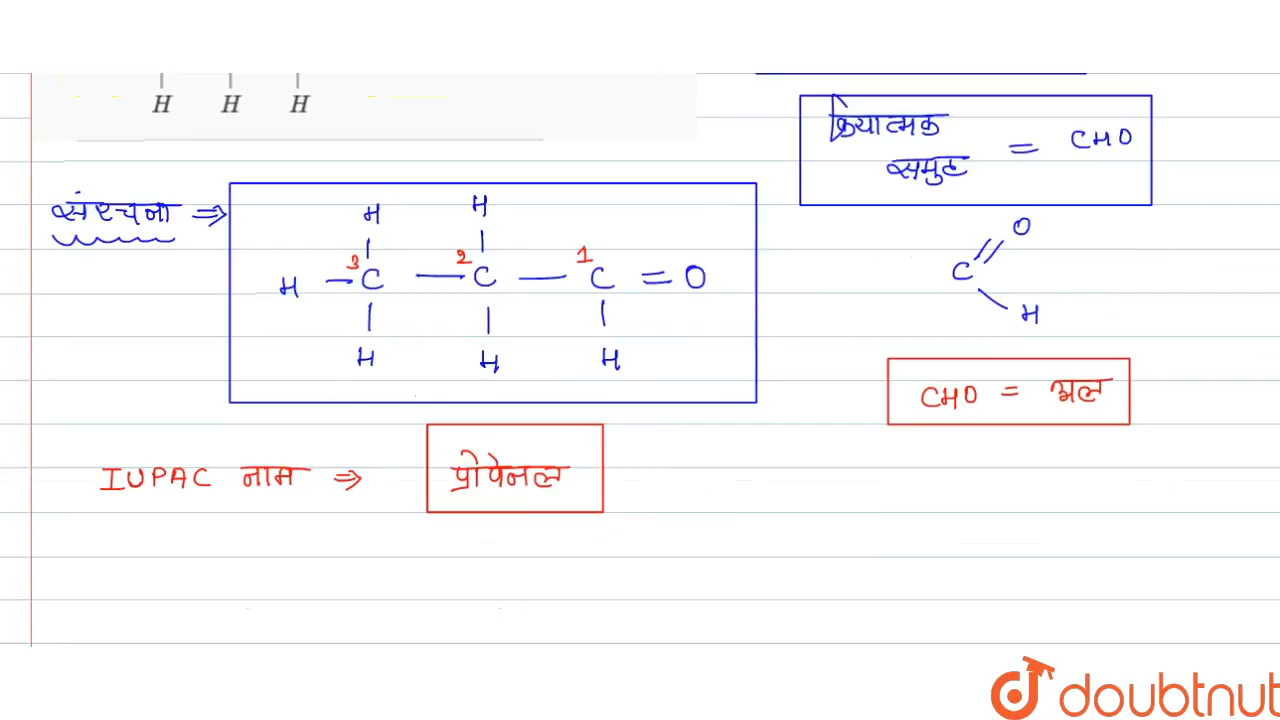 H H H
क्रियात्मक
समुह = CHO
संरचना ⇒
H H
3 2 1
H - C — C — C = O
H H H
O
C
H
CHO = अल
IUPAC नाम ⇒ प्रोपेनल
doubtnut